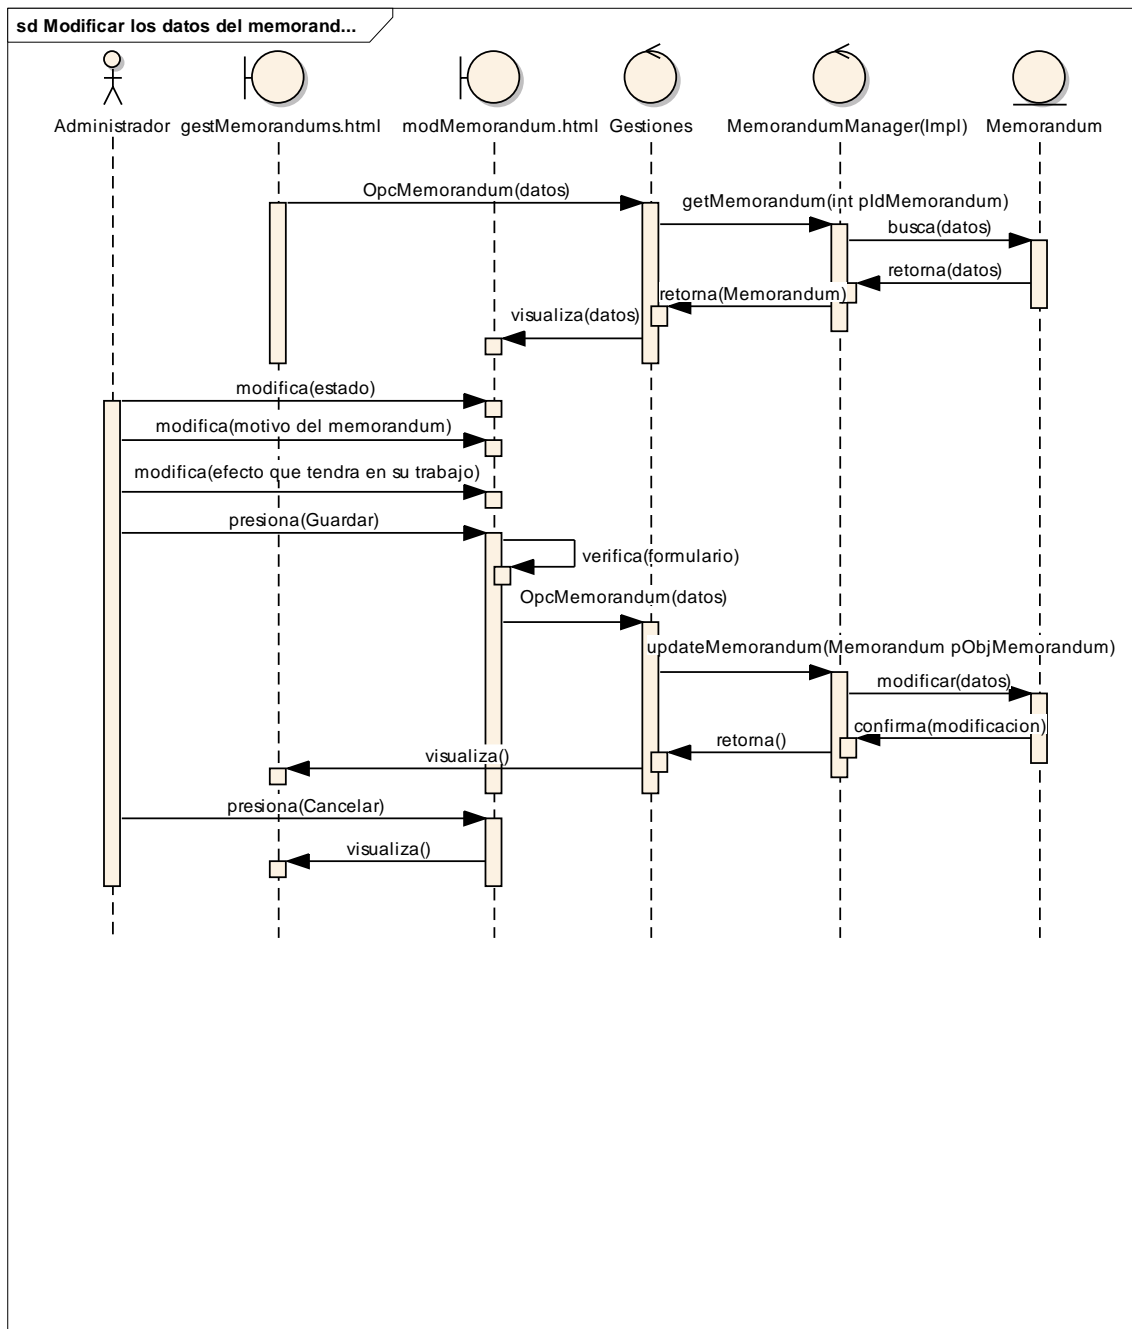 sd Modificar los datos del memorand...
Administrador
gestMemorandums.html
modMemorandum.html
Gestiones
MemorandumManager(Impl)
Memorandum
OpcMemorandum(datos)
getMemorandum(int pIdMemorandum)
busca(datos)
retorna(datos)
retorna(Memorandum)
visualiza(datos)
modifica(estado)
modifica(motivo del memorandum)
modifica(efecto que tendra en su trabajo)
presiona(Guardar)
verifica(formulario)
OpcMemorandum(datos)
updateMemorandum(Memorandum pObjMemorandum)
modificar(datos)
confirma(modificacion)
retorna()
visualiza()
presiona(Cancelar)
visualiza()